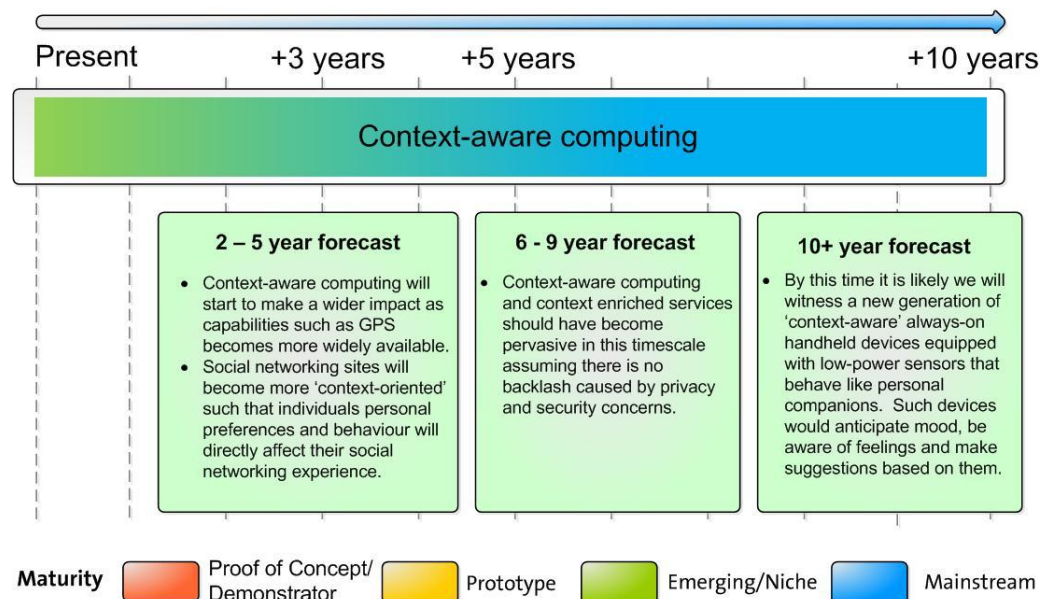 Present
+3 years
+5 years
+10 years
Context-aware computing
2 – 5 year forecast
• Context-aware computing will
start to make a wider impact as
capabilities such as GPS
becomes more widely available.
• Social networking sites will
become more ‘context-oriented’
such that individuals personal
preferences and behaviour will
directly affect their social
networking experience.
6 - 9 year forecast
• Context-aware computing
and context enriched services
should have become
pervasive in this timescale
assuming there is no
backlash caused by privacy
and security concerns.
10+ year forecast
• By this time it is likely we will
witness a new generation of
‘context-aware’ always-on
handheld devices equipped
with low-power sensors that
behave like personal
companions. Such devices
would anticipate mood, be
aware of feelings and make
suggestions based on them.
Maturity
Proof of Concept/
Demonstrator
Prototype
Emerging/Niche
Mainstream